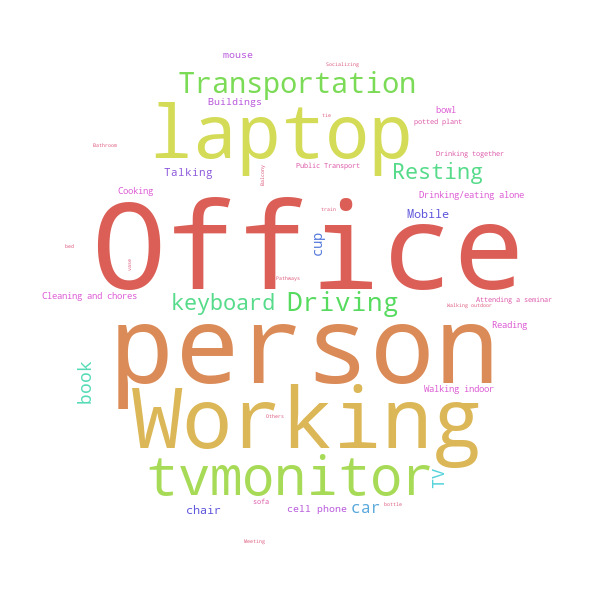 mouse
Socializing
Transportation
Buildings
bowl
laptop
tie
potted plant
Bathroom
Drinking together
Talking
Balcony
Public Transport
Resting
Cooking
Drinking/eating alone
Office
train
Mobile
cup
bed
vase
Pathways
Cleaning and chores
keyboard
Driving
Attending a seminar
Walking outdoor
person
Reading
book
Walking indoor
Working
Others
tvmonitor
TV
sofa
bottle
chair
cell phone
car
Meeting